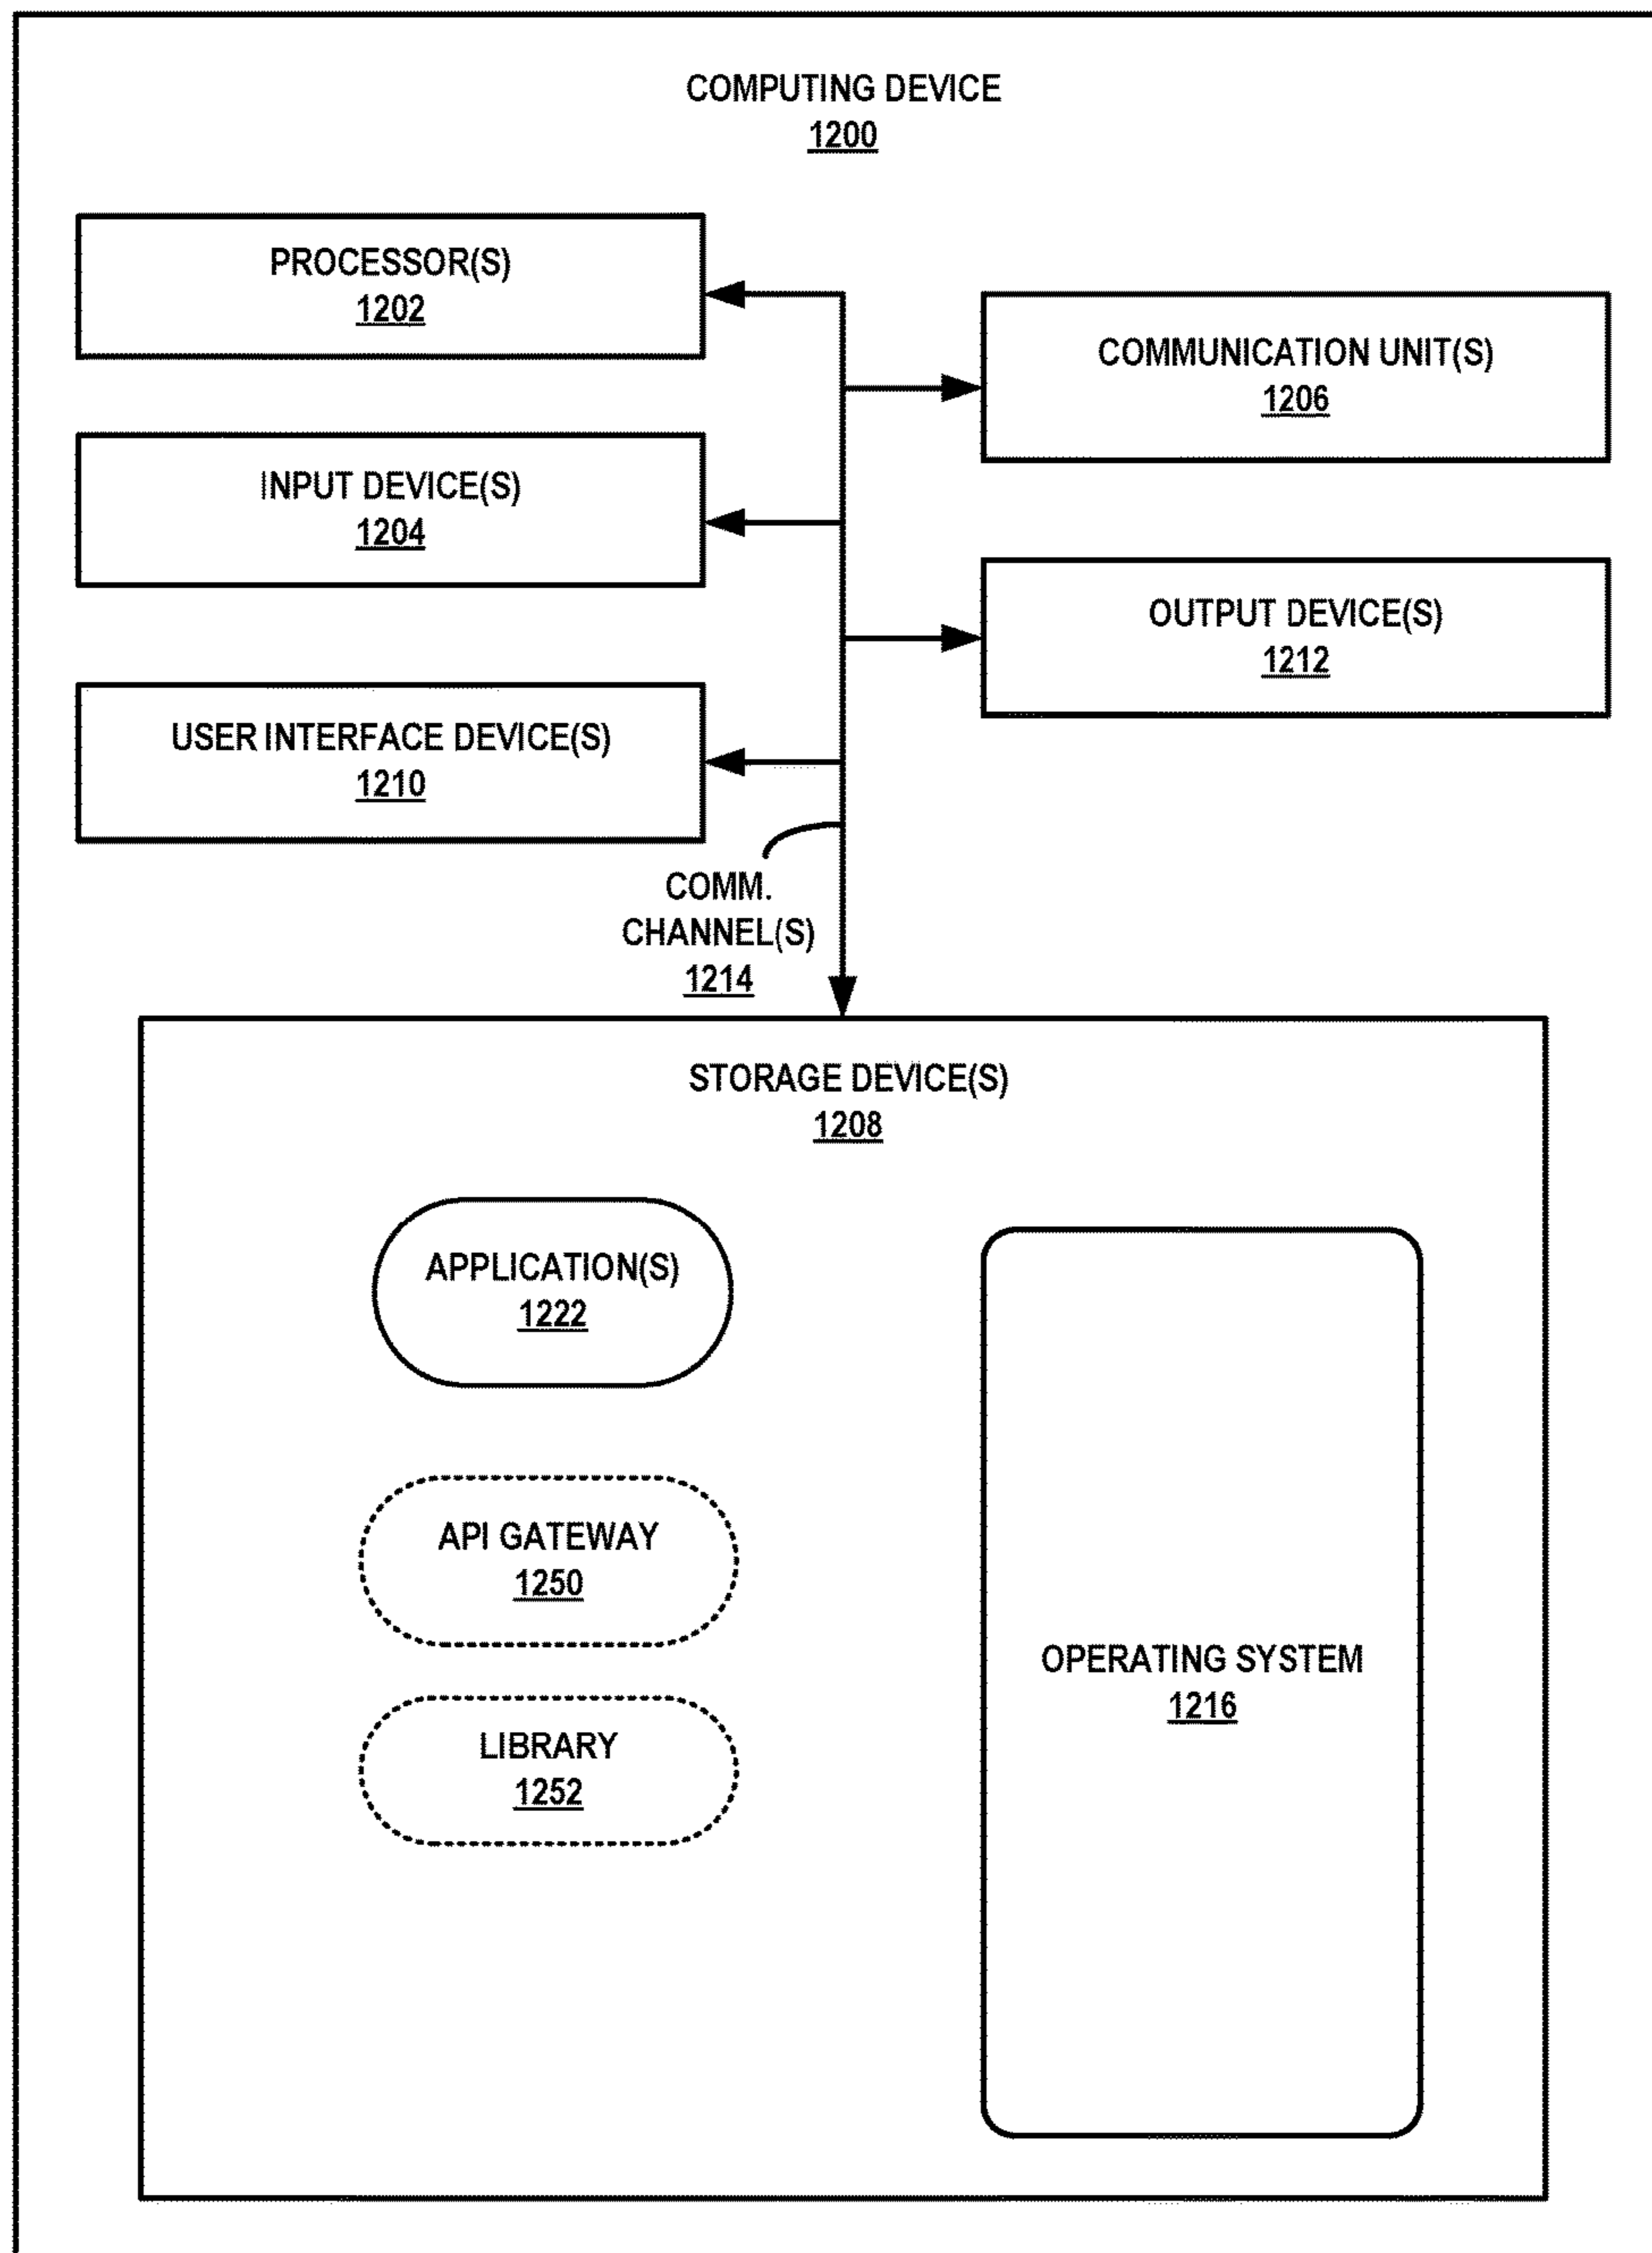 COMPUTING DEVICE
1200
PROCESSOR(S)
1202
COMMUNICATION UNIT(S)
1206
INPUT DEVICE(S)
1204
OUTPUT DEVICE(S)
1212
USER INTERFACE DEVICE(S)
1210
COMM.
CHANNEL(S)
1214
STORAGE DEVICE(S)
1208
APPLICATION(S)
1222
API GATEWAY
1250
LIBRARY
1252
OPERATING SYSTEM
1216